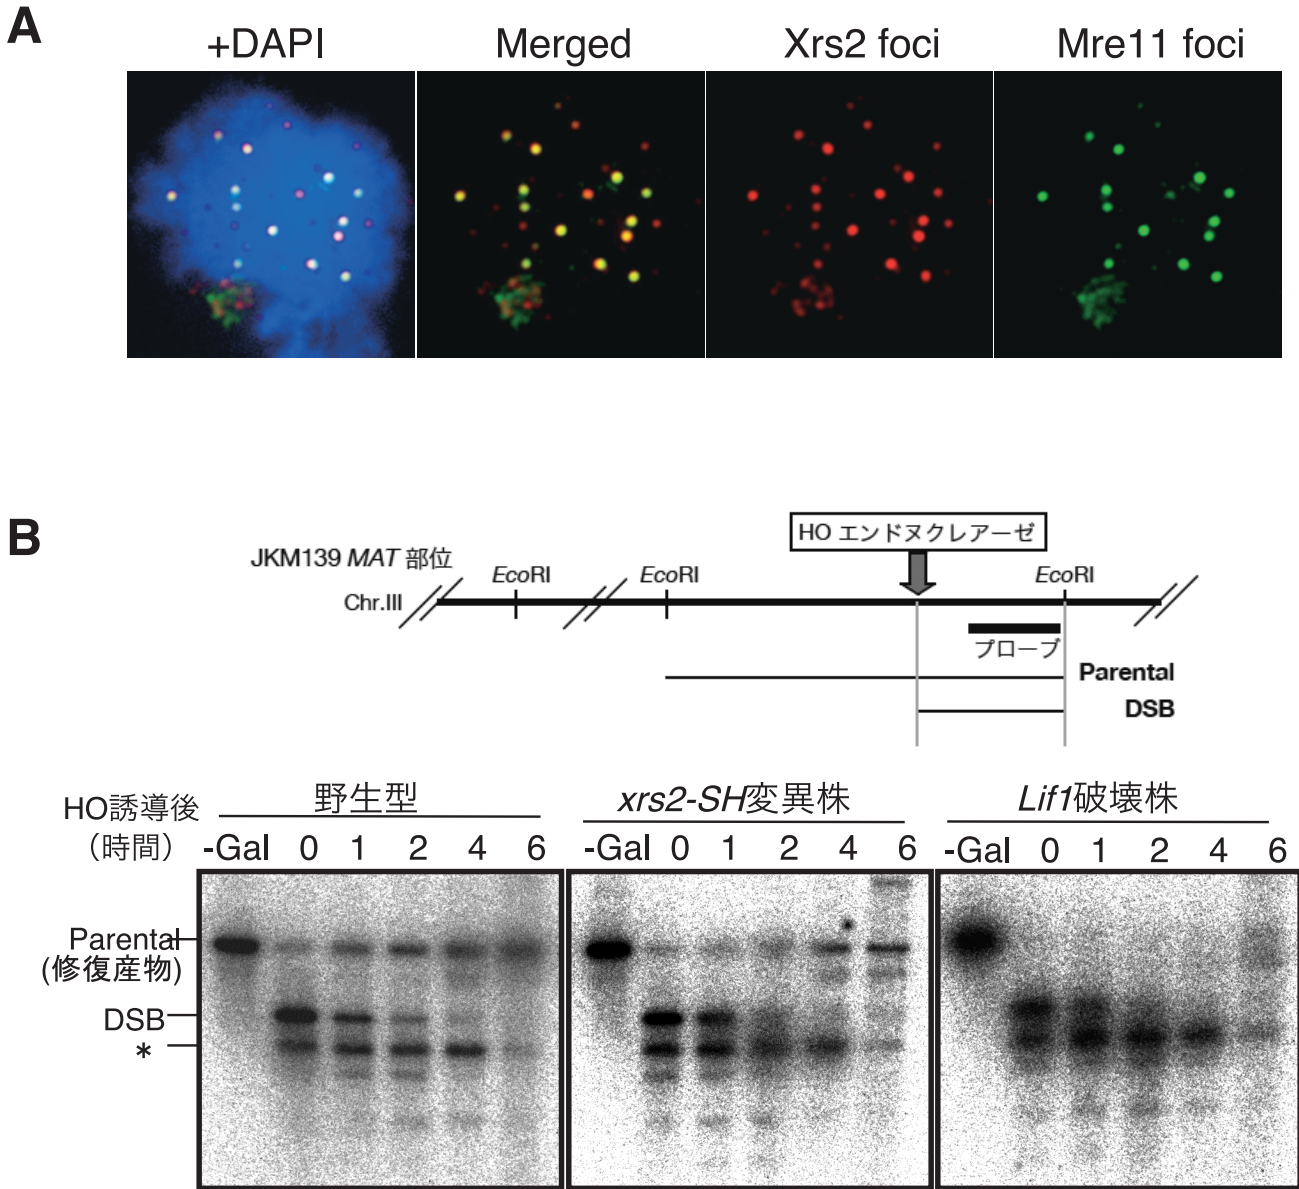 A
+DAPI Merged Xrs2 foci Mre11 foci
B
HO エンドヌクレアーゼ
JKM139 MAT 部位
EcoRI EcoRI EcoRI
Chr.III
プローブ
Parental
DSB
HO誘導後 野生型 xrs2-SH変異株 Lif1破壊株
（時間） -Gal 0 1 2 4 6 -Gal 0 1 2 4 6 -Gal 0 1 2 4 6
Parental
(修復産物)
DSB
*